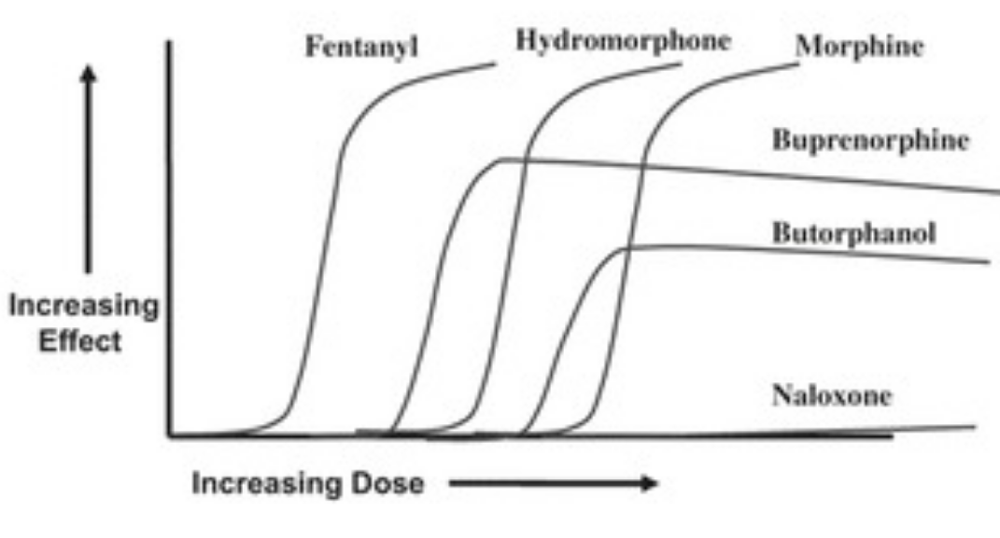 Fentanyl
Hydromorphone
Morphine
Buprenorphine
Butorphanol
Increasing
Effect
Naloxone
Increasing Dose